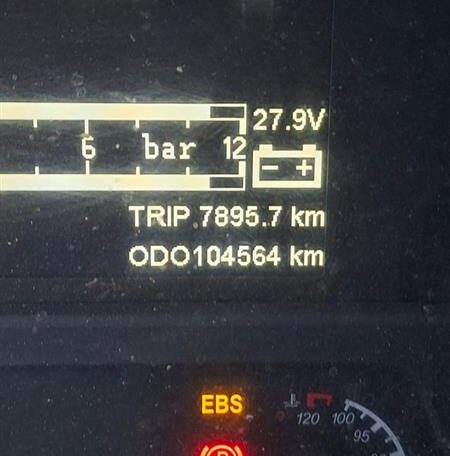 27.9V
6 bar 12
- +
TRIP 7895.7 km
ODO104564 km
EBS
120 100
95
P